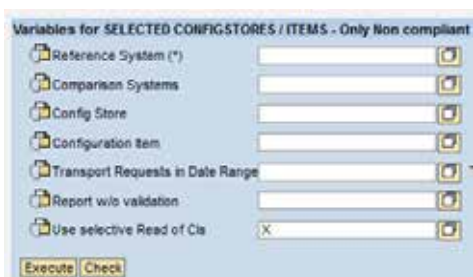 Variables for SELECTED CONFIGSTORES / ITEMS - Only Non compliant
Reference System (*)
Comparison Systems
Config Store
Configuration Item
Transport Requests in Date Range
Report w/o validation
Use selective Read of CIs X
Execute Check